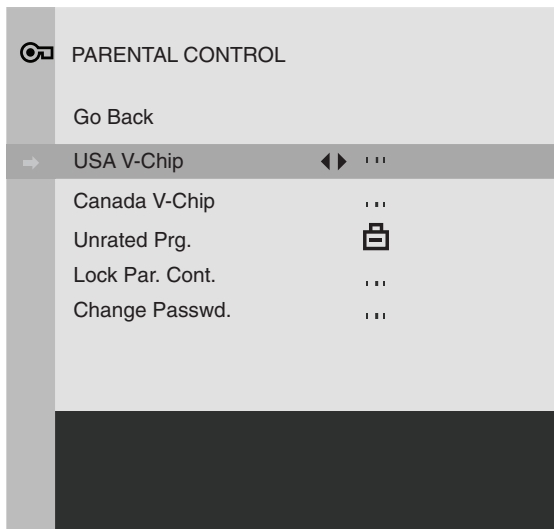 PARENTAL CONTROL
Go Back
USA V-Chip
Canada V-Chip
Unrated Prg.
Lock Par. Cont.
Change Passwd.